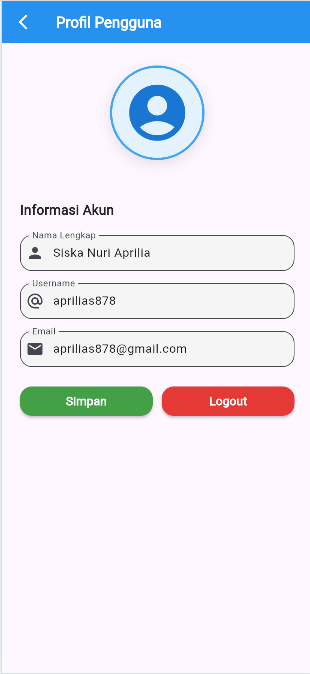 Profil Pengguna
Informasi Akun
Nama Lengkap
Siska Nuri Aprilia
Username
aprilias878
Email
aprilias878@gmail.com
Simpan
Logout